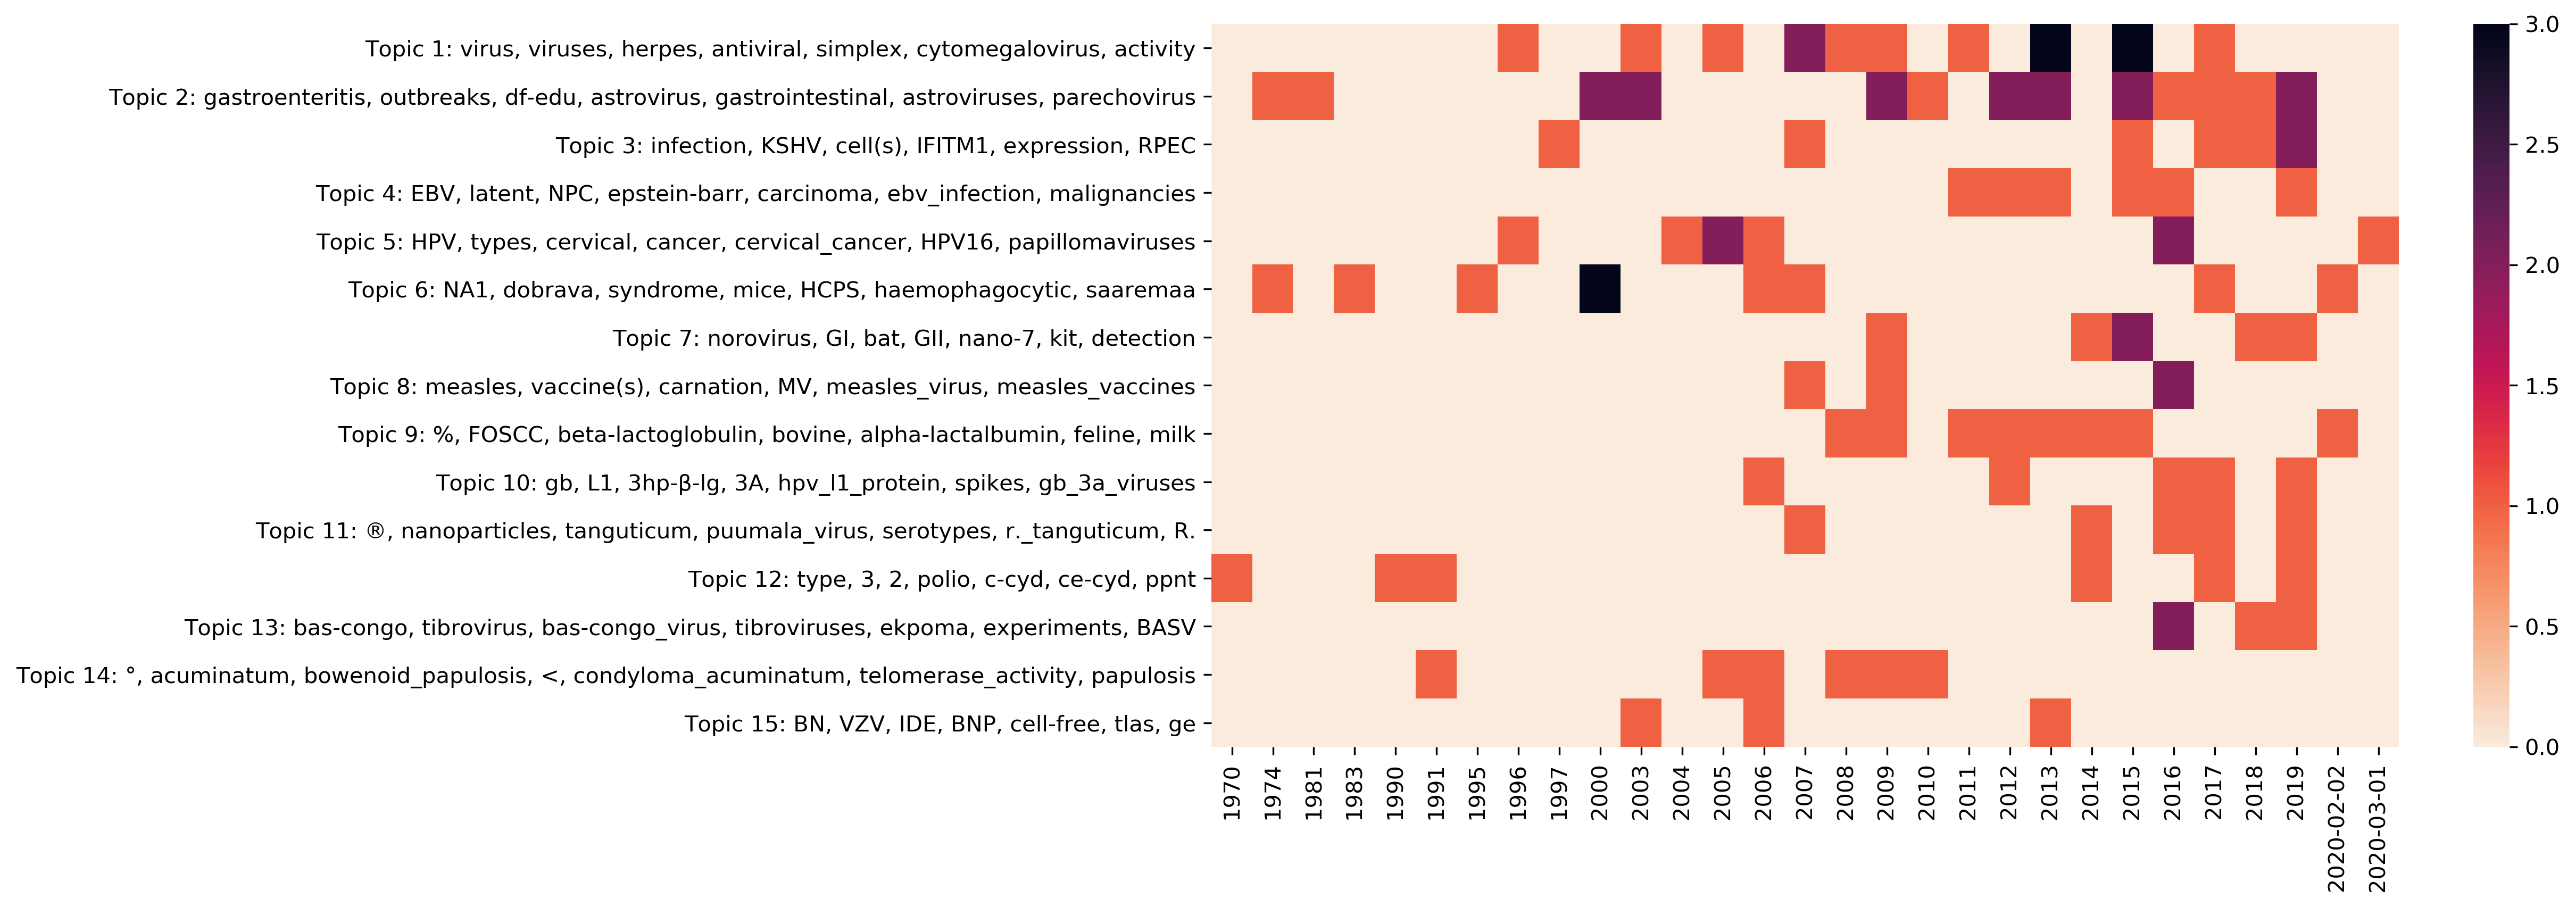 Topic 1: virus, viruses, herpes, antiviral, simplex, cytomegalovirus, activity
Topic 2: gastroenteritis, outbreaks, df-edu, astrovirus, gastrointestinal, astroviruses, parechovirus
Topic 3: infection, KSHV, cell(s), IFITM1, expression, RPEC
Topic 4: EBV, latent, NPC, epstein-barr, carcinoma, ebv_infection, malignancies
Topic 5: HPV, types, cervical, cancer, cervical_cancer, HPV16, papillomaviruses
Topic 6: NA1, dobrava, syndrome, mice, HCPS, haemophagocytic, saaremaa
Topic 7: norovirus, GI, bat, GII, nano-7, kit, detection
Topic 8: measles, vaccine(s), carnation, MV, measles_virus, measles_vaccines
Topic 9: %, FOSCC, beta-lactoglobulin, bovine, alpha-lactalbumin, feline, milk
Topic 10: gb, L1, 3hp-β-lg, 3A, hpv_l1_protein, spikes, gb_3a_viruses
Topic 11: ®, nanoparticles, tanguticum, puumala_virus, serotypes, r._tanguticum, R.
Topic 12: type, 3, 2, polio, c-cyd, ce-cyd, ppnt
Topic 13: bas-congo, tibrovirus, bas-congo_virus, tibroviruses, ekpoma, experiments, BASV
Topic 14: °, acuminatum, bowenoid_papulosis, <, condyloma_acuminatum, telomerase_activity, papulosis
Topic 15: BN, VZV, IDE, BNP, cell-free, tlas, ge
1970
1974
1981
1983
1990
1991
1995
1996
1997
2000
2003
2004
2005
2006
2007
2008
2009
2010
2011
2012
2013
2014
2015
2016
2017
2018
2019
2020-02-02
2020-03-01
3.0
2.5
2.0
1.5
1.0
0.5
0.0